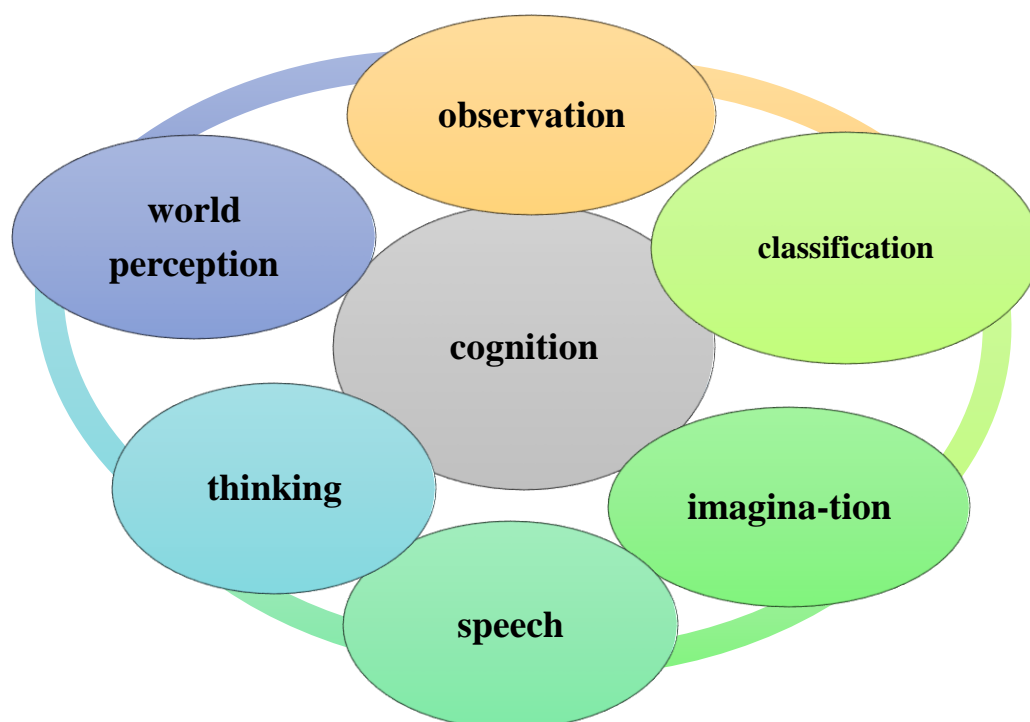 observation
world
perception
classification
cognition
thinking
imagina-tion
speech